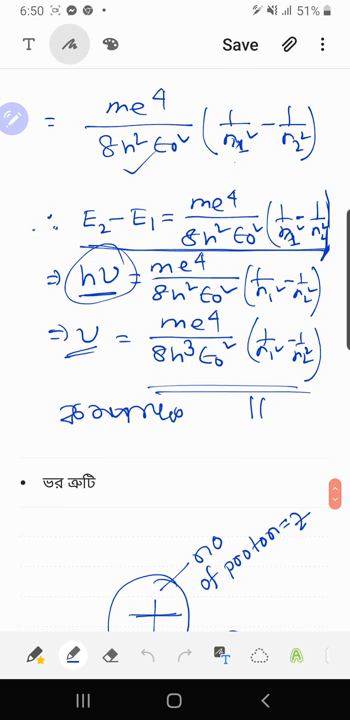 6:50 51%
T Save
= me⁴/8h²ε₀² (1/n₁² - 1/n₂²)
∴ E₂-E₁ = me⁴/8h²ε₀² (1/n₁² - 1/n₂²)
⇒ hν = me⁴/8h²ε₀² (1/n₁² - 1/n₂²)
⇒ ν = me⁴/8h³ε₀² (1/n₁² - 1/n₂²)
• ভর ত্রুটি
no
of proton=z
+
T
A